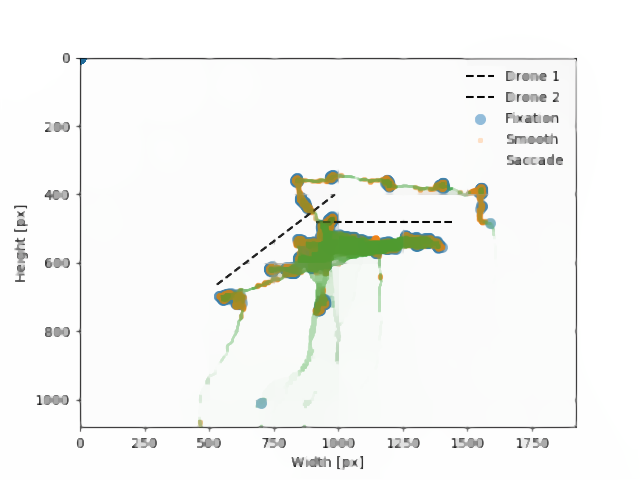 0
200
400
600
800
1000
Height [px]
Drone 1
Drone 2
Fixation
Smooth
Saccade
0 250 500 750 1000 1250 1500 1750
Width [px]